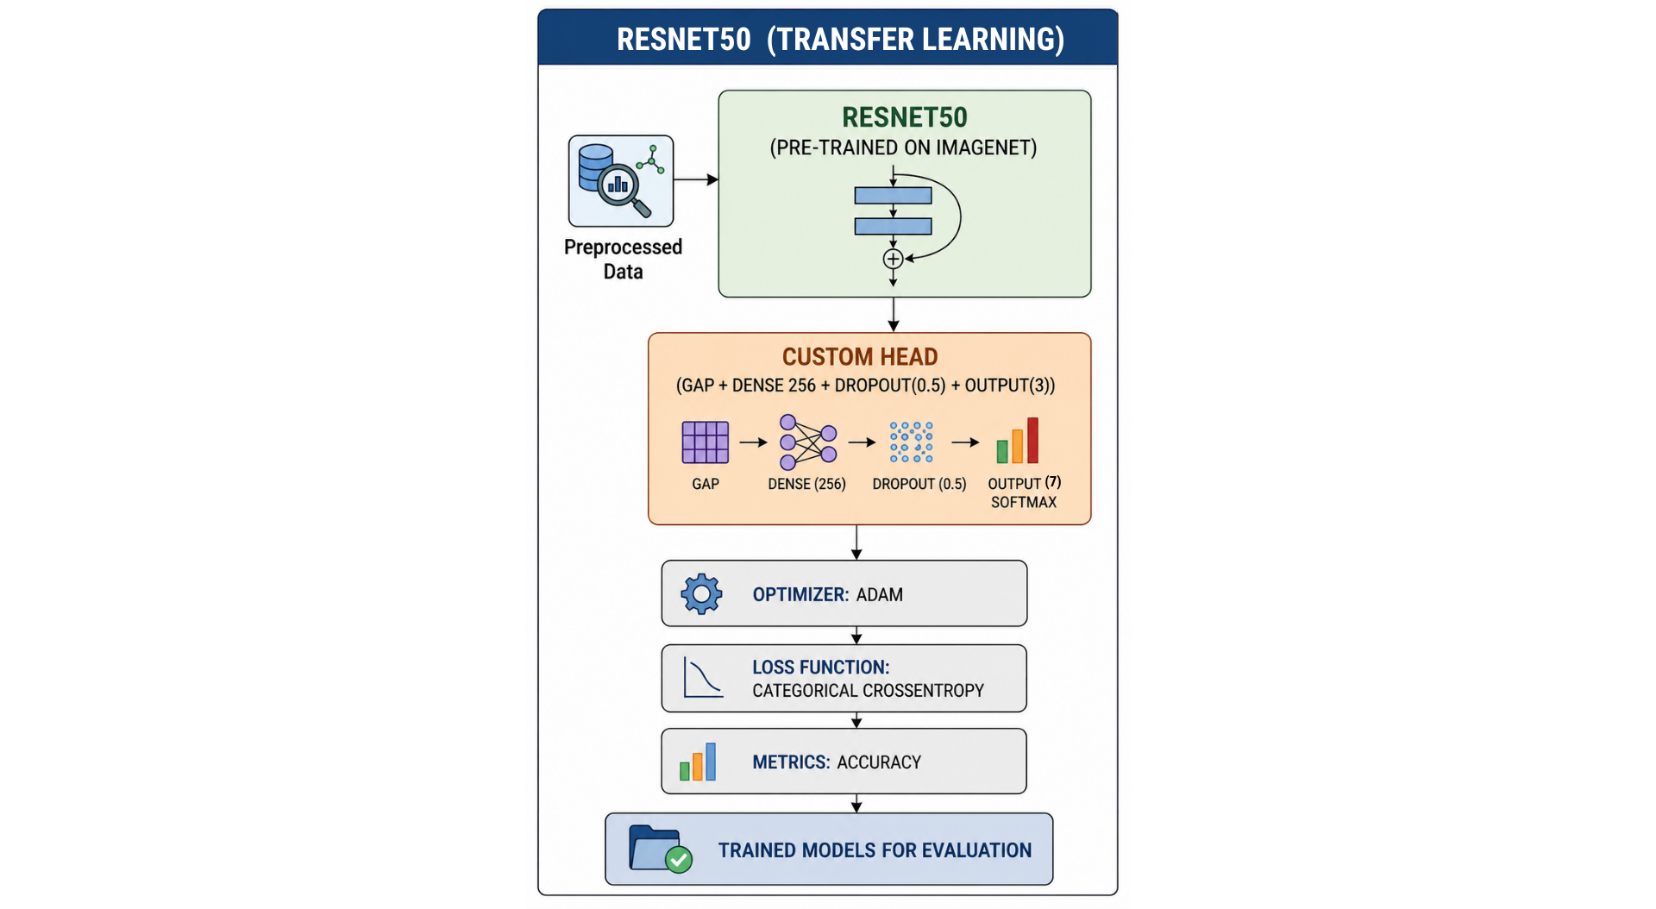 RESNET50 (TRANSFER LEARNING)
RESNET50
(PRE-TRAINED ON IMAGENET)
Preprocessed
Data
CUSTOM HEAD
(GAP + DENSE 256 + DROPOUT(0.5) + OUTPUT(3))
GAP
DENSE (256)
DROPOUT (0.5)
OUTPUT (7)
SOFTMAX
OPTIMIZER: ADAM
LOSS FUNCTION:
CATEGORICAL CROSSENTROPY
METRICS: ACCURACY
TRAINED MODELS FOR EVALUATION